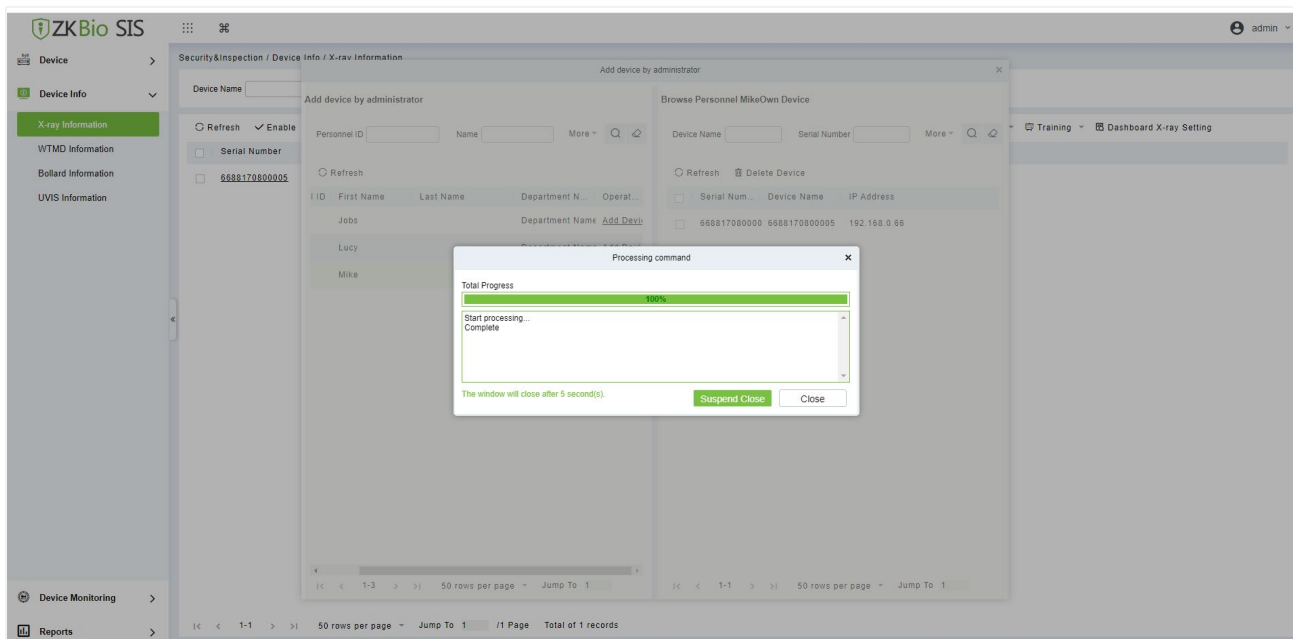 ZKBio SIS
admin
Device
Device Info
X-ray Information
WTMD Information
Bollard Information
UVIS Information
Device Monitoring
Reports
Security&Inspection / Device Info / X-ray Information
Device Name
Refresh Enable
Training Dashboard X-ray Setting
Serial Number
6688170800005
Add device by administrator
Add device by administrator
Personnel ID Name More
Refresh
ID First Name Last Name Department N... Operat...
Jobs Department Name Add Devi
Lucy
Mike
1-3 50 rows per page Jump To 1
Browse Personnel MikeOwn Device
Device Name Serial Number More
Refresh Delete Device
Serial Num... Device Name IP Address
668817080000 6688170800005 192.168.0.66
1-1 50 rows per page Jump To 1
Processing command
Total Progress
100%
Start processing...
Complete
The window will close after 5 second(s).
Suspend Close Close
1-1 50 rows per page Jump To 1 /1 Page Total of 1 records